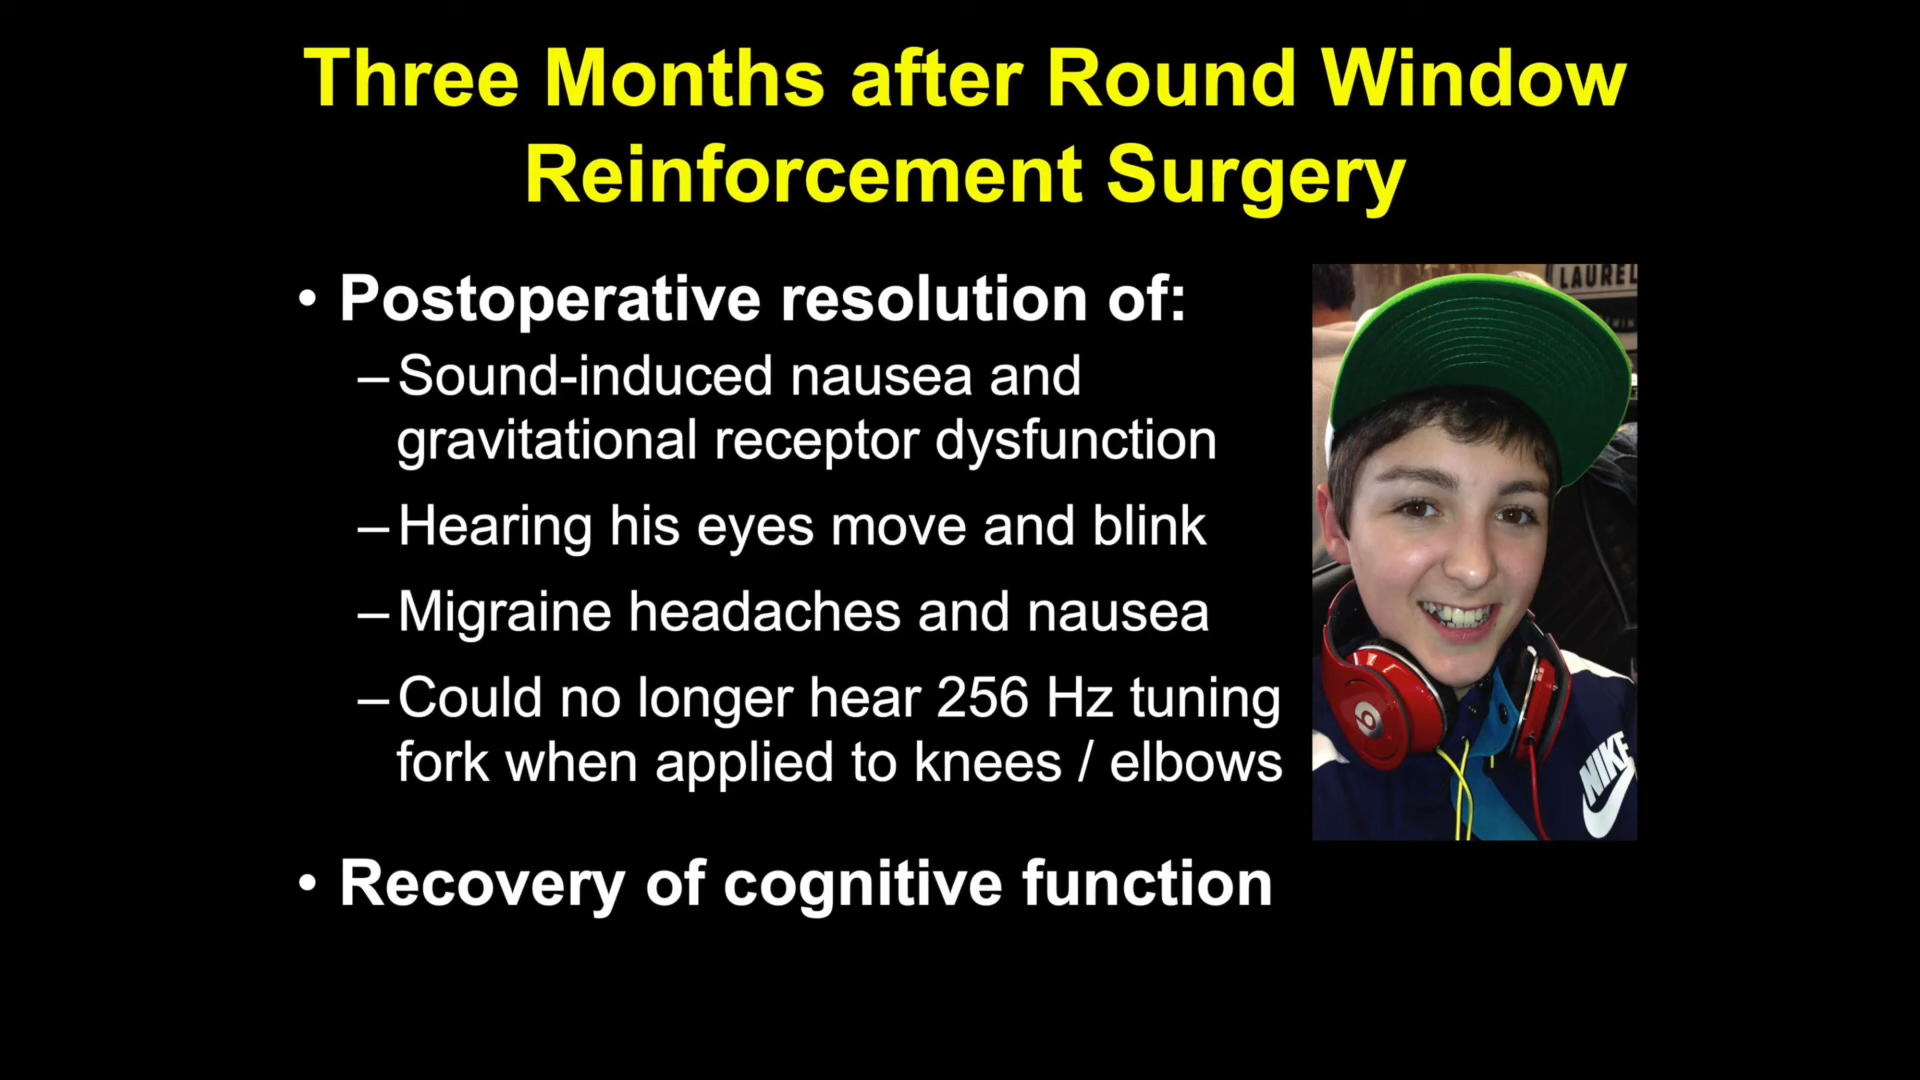 Three Months after Round Window
Reinforcement Surgery
• Postoperative resolution of:
– Sound-induced nausea and
gravitational receptor dysfunction
– Hearing his eyes move and blink
– Migraine headaches and nausea
– Could no longer hear 256 Hz tuning
fork when applied to knees / elbows
• Recovery of cognitive function
LAUREL
NIKE